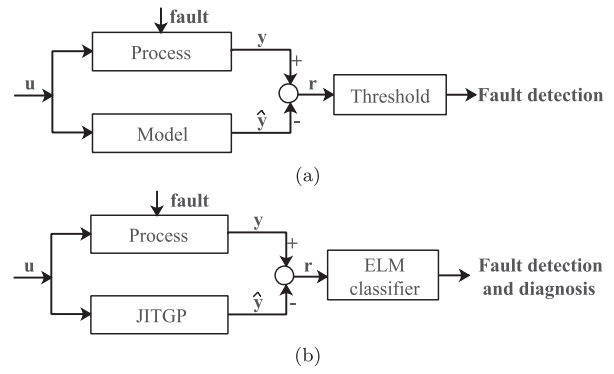 fault
Process
y
+
u
r
Threshold
Fault detection
Model
ŷ
-
(a)
fault
Process
y
+
u
r
ELM
classifier
Fault detection
and diagnosis
JITGP
ŷ
-
(b)